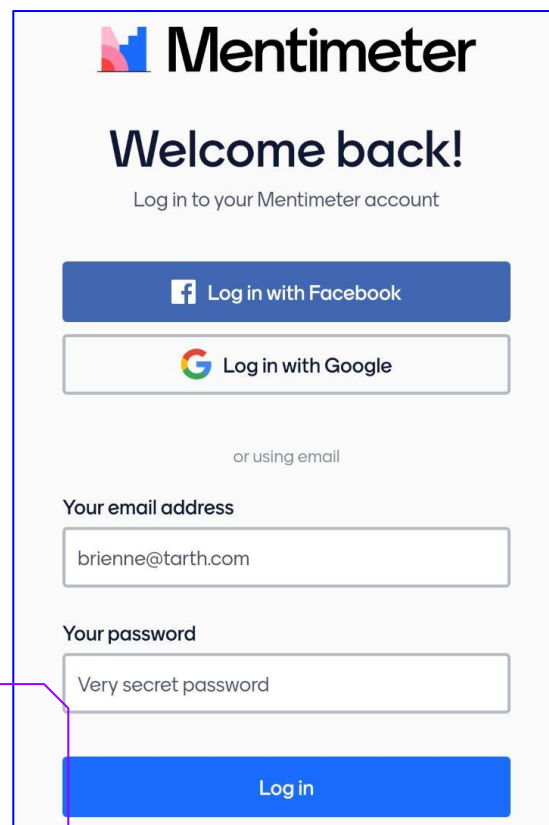 Mentimeter
Welcome back!
Log in to your Mentimeter account
Log in with Facebook
Log in with Google
or using email
Your email address
brienne@tarth.com
Your password
Very secret password
Log in